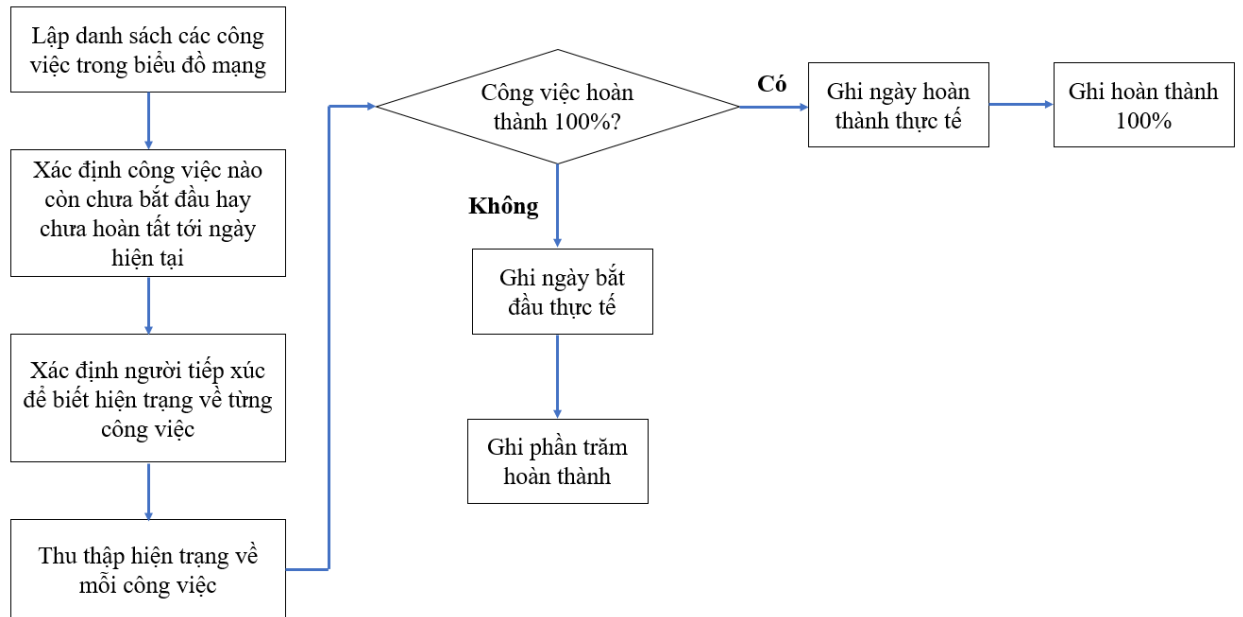 Lập danh sách các công
việc trong biểu đồ mạng
Xác định công việc nào
còn chưa bắt đầu hay
chưa hoàn tất tới ngày
hiện tại
Xác định người tiếp xúc
để biết hiện trạng về từng
công việc
Thu thập hiện trạng về
mỗi công việc
Công việc hoàn
thành 100%?
Có
Ghi ngày hoàn
thành thực tế
Ghi hoàn thành
100%
Không
Ghi ngày bắt
đầu thực tế
Ghi phần trăm
hoàn thành